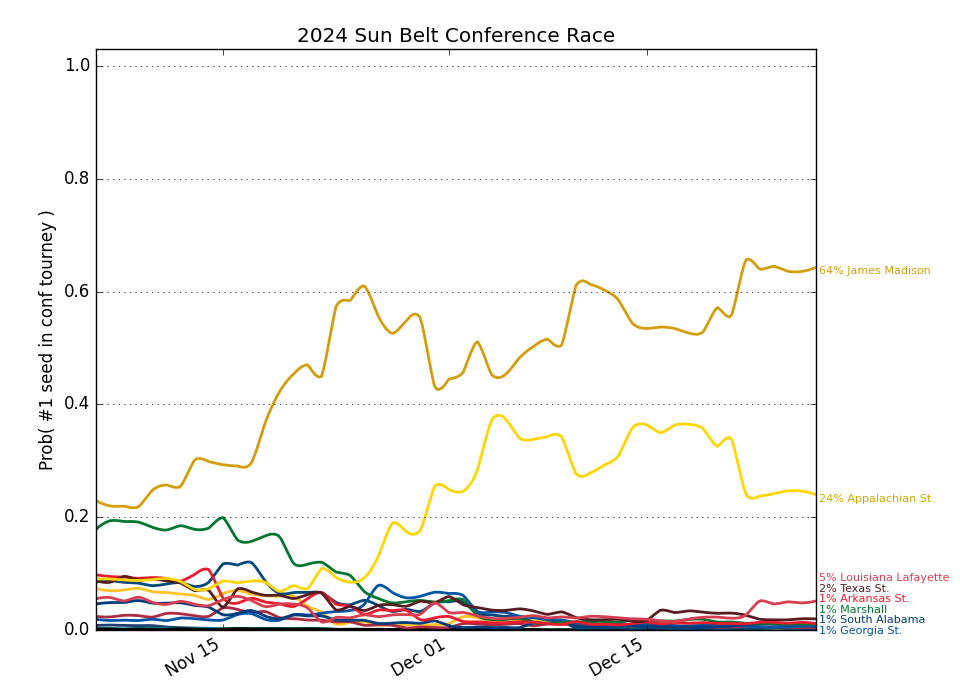 2024 Sun Belt Conference Race
Prob( #1 seed in conf tourney )
1.0
0.8
0.6
0.4
0.2
0.0
Nov 15
Dec 01
Dec 15
64% James Madison
24% Appalachian St.
5% Louisiana Lafayette
2% Texas St.
1% Arkansas St.
1% Marshall
1% South Alabama
1% Georgia St.